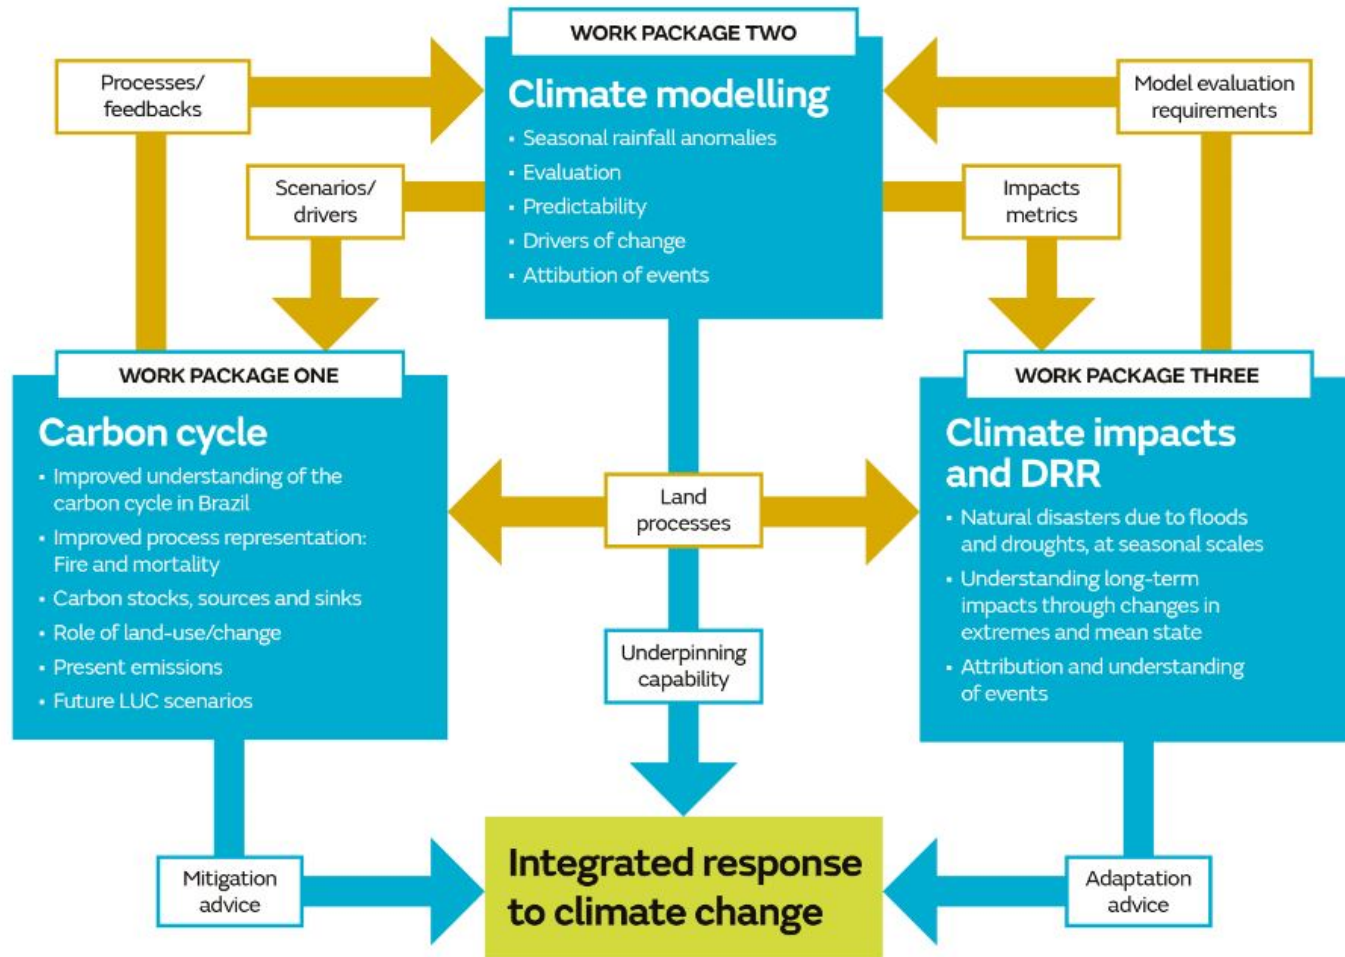 WORK PACKAGE TWO
Climate modelling
▪ Seasonal rainfall anomalies
▪ Evaluation
▪ Predictability
▪ Drivers of change
▪ Attibution of events
Processes/
feedbacks
Scenarios/
drivers
Model evaluation
requirements
Impacts
metrics
WORK PACKAGE ONE
Carbon cycle
▪ Improved understanding of the
carbon cycle in Brazil
▪ Improved process representation:
Fire and mortality
▪ Carbon stocks, sources and sinks
▪ Role of land-use/change
▪ Present emissions
▪ Future LUC scenarios
Land
processes
Underpinning
capability
WORK PACKAGE THREE
Climate impacts
and DRR
▪ Natural disasters due to floods
and droughts, at seasonal scales
▪ Understanding long-term
impacts through changes in
extremes and mean state
▪ Attribution and understanding
of events
Mitigation
advice
Integrated response
to climate change
Adaptation
advice